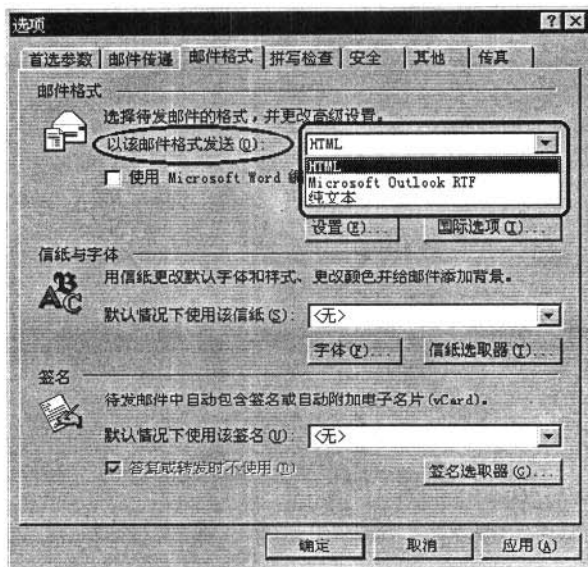 选项
首选参数 邮件传递 邮件格式 拼写检查 安全 其他 传真
邮件格式
选择待发邮件的格式，并更改高级设置。
以该邮件格式发送(O): HTML
HTML
使用 Microsoft Word 编
Microsoft Outlook RTF
纯文本
设置(E)... 国际选项(I)...
信纸与字体
用信纸更改默认字体和样式、更改颜色并给邮件添加背景。
默认情况下使用该信纸(S): <无>
字体(F)... 信纸选取器(T)...
签名
待发邮件中自动包含签名或自动附加电子名片(vCard)。
默认情况下使用该签名(U): <无>
答复或转发时不使用(D)
签名选取器(G)...
确定 取消 应用(A)